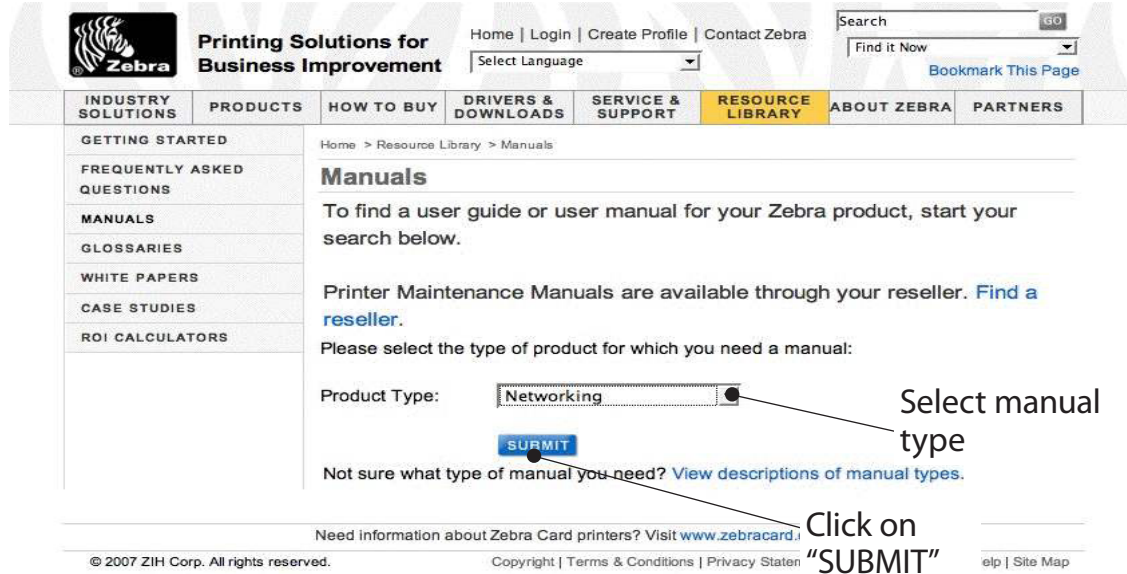 Zebra
Printing Solutions for
Business Improvement
Home | Login | Create Profile | Contact Zebra
Select Language
Search GO
Find it Now
Bookmark This Page
INDUSTRY SOLUTIONS
PRODUCTS
HOW TO BUY
DRIVERS & DOWNLOADS
SERVICE & SUPPORT
RESOURCE LIBRARY
ABOUT ZEBRA
PARTNERS
GETTING STARTED
FREQUENTLY ASKED
QUESTIONS
MANUALS
GLOSSARIES
WHITE PAPERS
CASE STUDIES
ROI CALCULATORS
Home > Resource Library > Manuals
Manuals
To find a user guide or user manual for your Zebra product, start your
search below.
Printer Maintenance Manuals are available through your reseller. Find a
reseller.
Please select the type of product for which you need a manual:
Product Type: Networking
Select manual
type
SUBMIT
Not sure what type of manual you need? View descriptions of manual types.
Click on
“SUBMIT”
Need information about Zebra Card printers? Visit www.zebracard.
© 2007 ZIH Corp. All rights reserved.
Copyright | Terms & Conditions | Privacy
Site Map